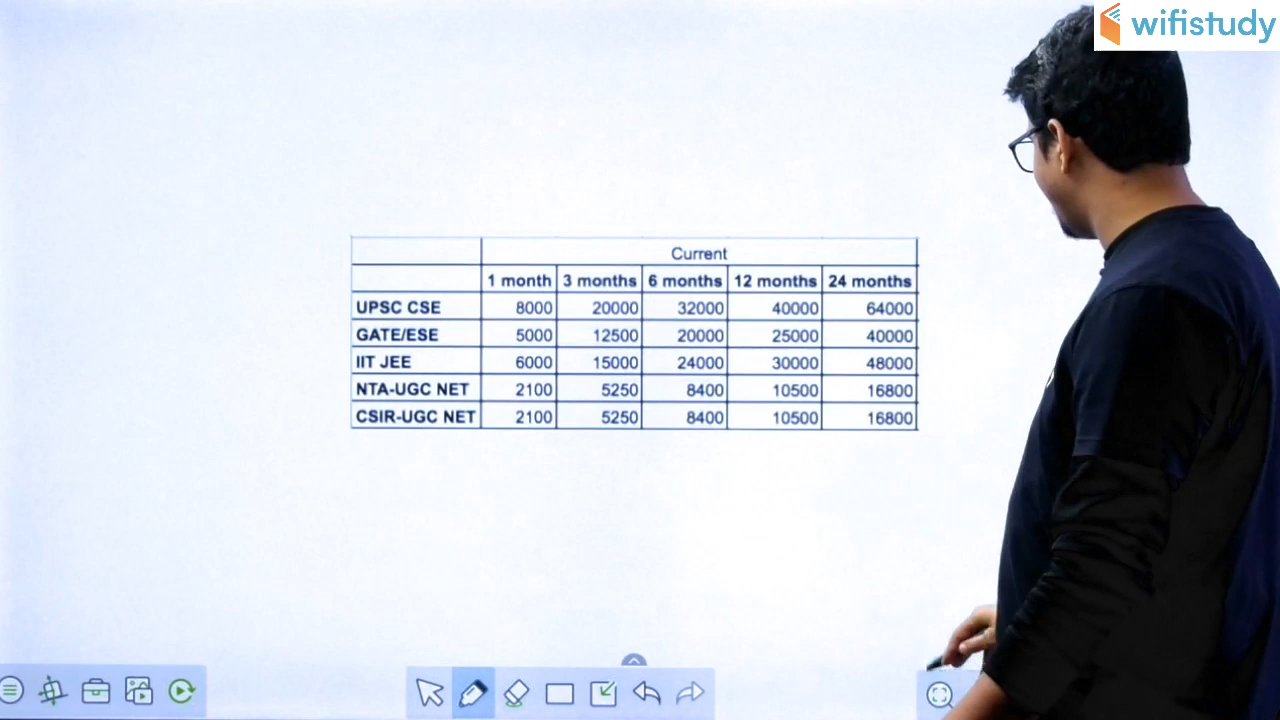 wifistudy
Current
1 month 3 months 6 months 12 months 24 months
UPSC CSE 8000 20000 32000 40000 64000
GATE/ESE 5000 12500 20000 25000 40000
IIT JEE 6000 15000 24000 30000 48000
NTA-UGC NET 2100 5250 8400 10500 16800
CSIR-UGC NET 2100 5250 8400 10500 16800